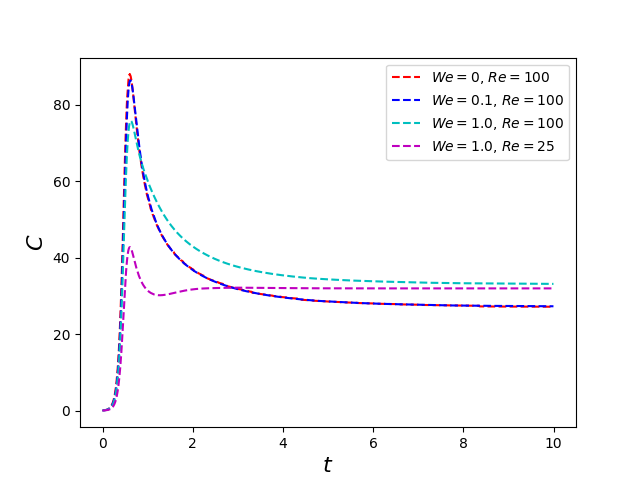 We = 0, Re = 100
We = 0.1, Re = 100
We = 1.0, Re = 100
We = 1.0, Re = 25
80
60
40
20
0
C
0 2 4 6 8 10
t